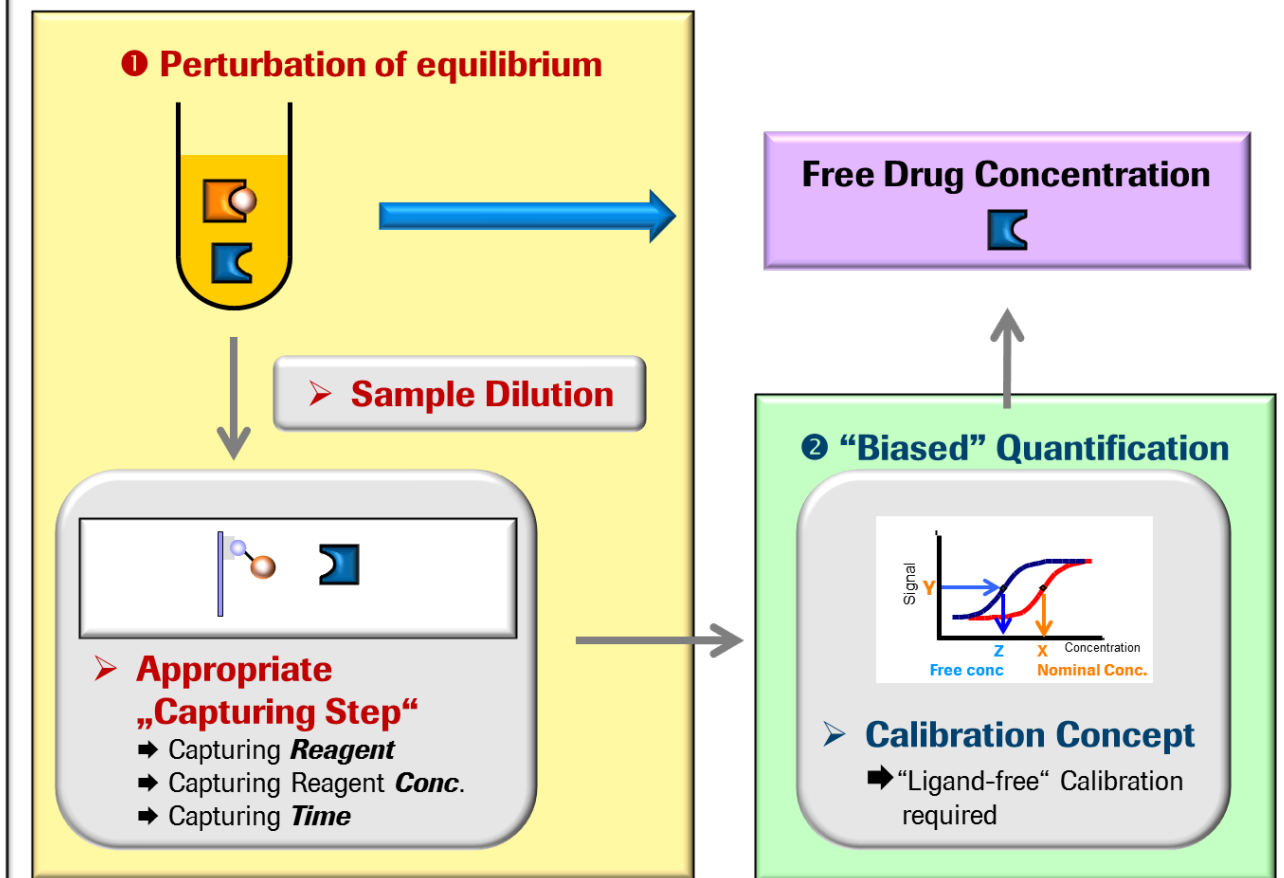 ❶ Perturbation of equilibrium
Free Drug Concentration
➢ Sample Dilution
➢ Appropriate
„Capturing Step“
➡ Capturing Reagent
➡ Capturing Reagent Conc.
➡ Capturing Time
❷ “Biased” Quantification
Signal
Y
Z
X
Concentration
Free conc
Nominal Conc.
➢ Calibration Concept
➡“Ligand-free“ Calibration
required